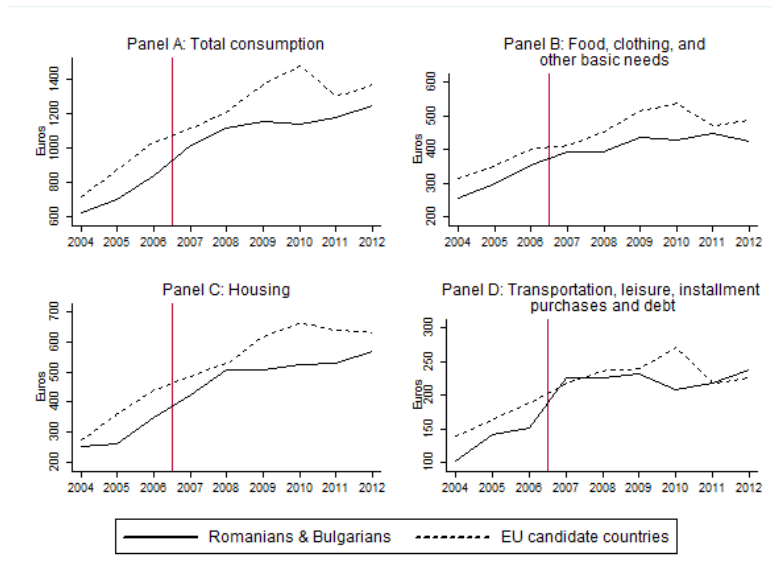 Panel A: Total consumption
Euros
600 800 1000 1200 1400
2004 2005 2006 2007 2008 2009 2010 2011 2012
Panel B: Food, clothing, and
other basic needs
Euros
200 300 400 500 600
2004 2005 2006 2007 2008 2009 2010 2011 2012
Panel C: Housing
Euros
200 300 400 500 600 700
2004 2005 2006 2007 2008 2009 2010 2011 2012
Panel D: Transportation, leisure, installment
purchases and debt
Euros
100 150 200 250 300
2004 2005 2006 2007 2008 2009 2010 2011 2012
Romanians & Bulgarians
EU candidate countries